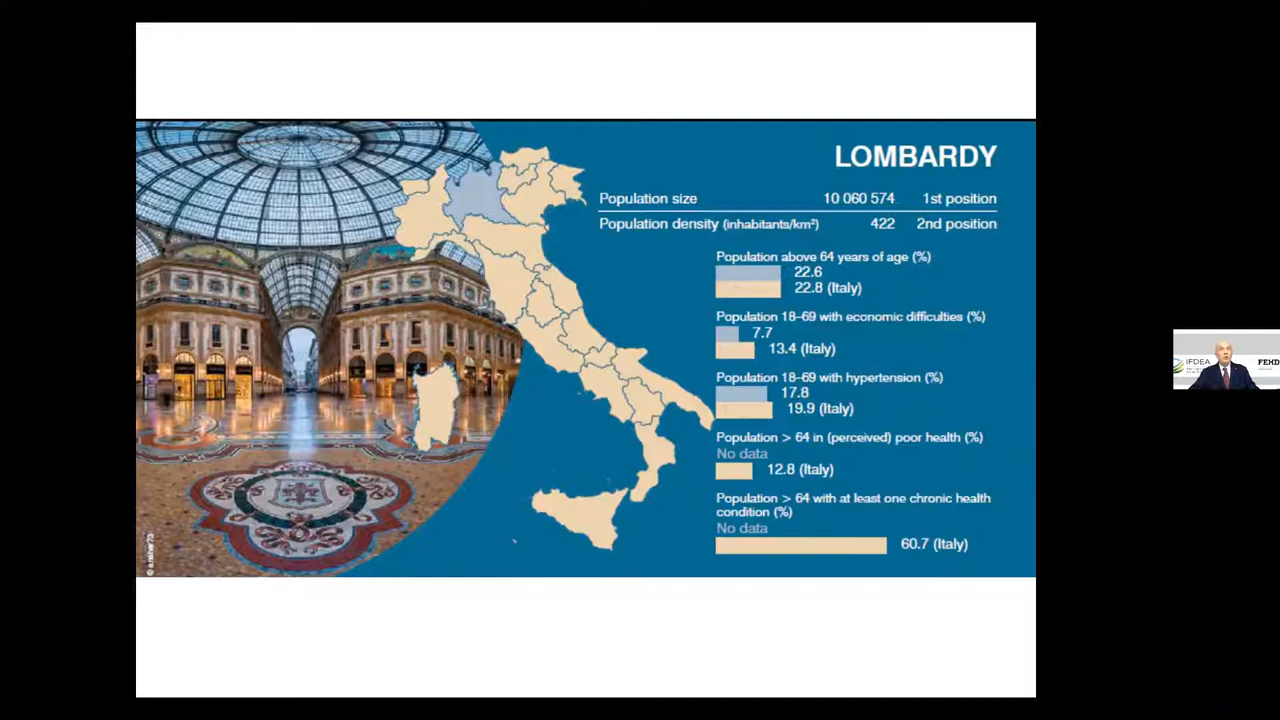 LOMBARDY
Population size 10 060 574 1st position
Population density (inhabitants/km²) 422 2nd position
Population above 64 years of age (%)
22.6
22.8 (Italy)
Population 18–69 with economic difficulties (%)
7.7
13.4 (Italy)
Population 18–69 with hypertension (%)
17.8
19.9 (Italy)
Population > 64 in (perceived) poor health (%)
No data
12.8 (Italy)
Population > 64 with at least one chronic health
condition (%)
No data
60.7 (Italy)
IFDEA
FEHD